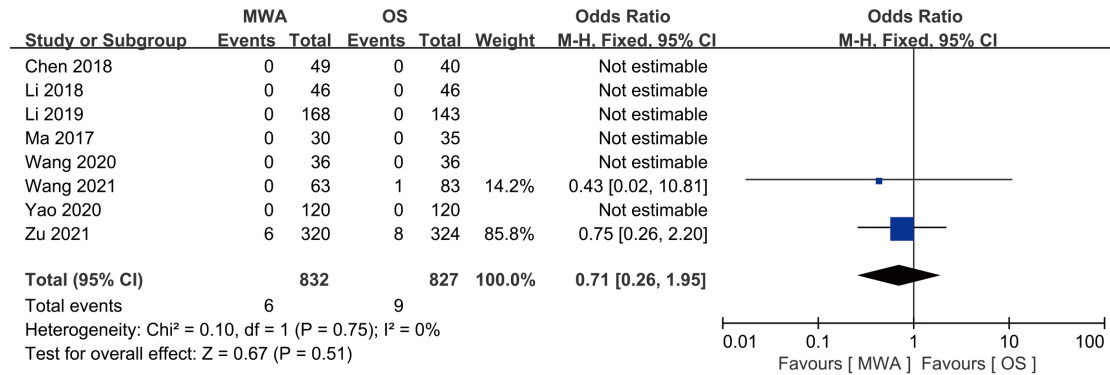 MWA OS Odds Ratio Odds Ratio
Study or Subgroup Events Total Events Total Weight M-H, Fixed, 95% CI M-H, Fixed, 95% CI
Chen 2018 0 49 0 40 Not estimable
Li 2018 0 46 0 46 Not estimable
Li 2019 0 168 0 143 Not estimable
Ma 2017 0 30 0 35 Not estimable
Wang 2020 0 36 0 36 Not estimable
Wang 2021 0 63 1 83 14.2% 0.43 [0.02, 10.81]
Yao 2020 0 120 0 120 Not estimable
Zu 2021 6 320 8 324 85.8% 0.75 [0.26, 2.20]
Total (95% CI) 832 827 100.0% 0.71 [0.26, 1.95]
Total events 6 9
Heterogeneity: Chi² = 0.10, df = 1 (P = 0.75); I² = 0%
Test for overall effect: Z = 0.67 (P = 0.51)
0.01 0.1 1 10 100
Favours [ MWA ] Favours [ OS ]